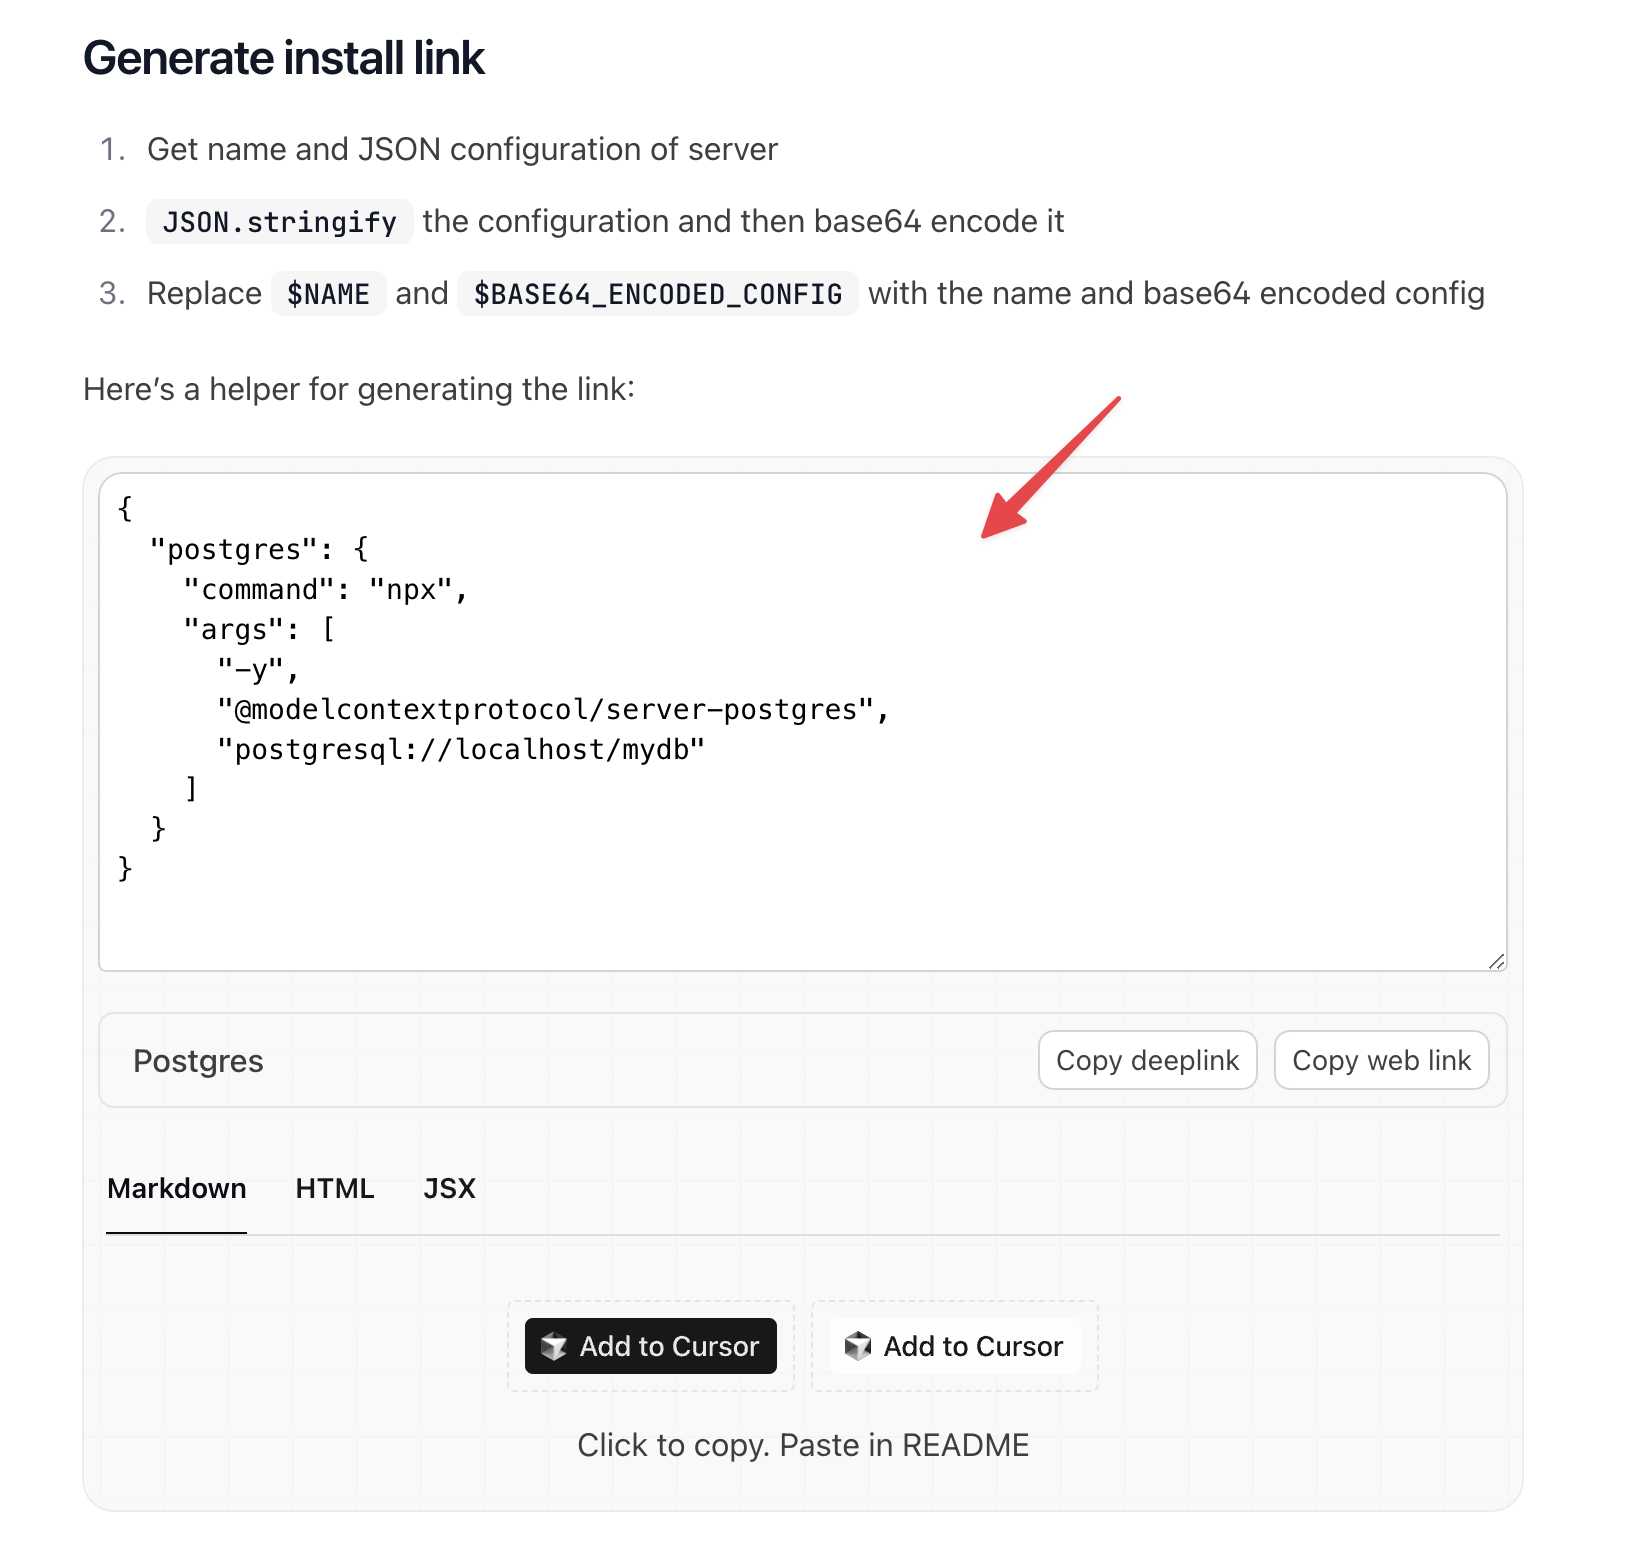 Generate install link
1. Get name and JSON configuration of server
2. JSON.stringify the configuration and then base64 encode it
3. Replace $NAME and $BASE64_ENCODED_CONFIG with the name and base64 encoded config
Here’s a helper for generating the link:
{
  "postgres": {
    "command": "npx",
    "args": [
      "-y",
      "@modelcontextprotocol/server-postgres",
      "postgresql://localhost/mydb"
    ]
  }
}
Postgres Copy deeplink Copy web link
Markdown HTML JSX
Add to Cursor Add to Cursor
Click to copy. Paste in README